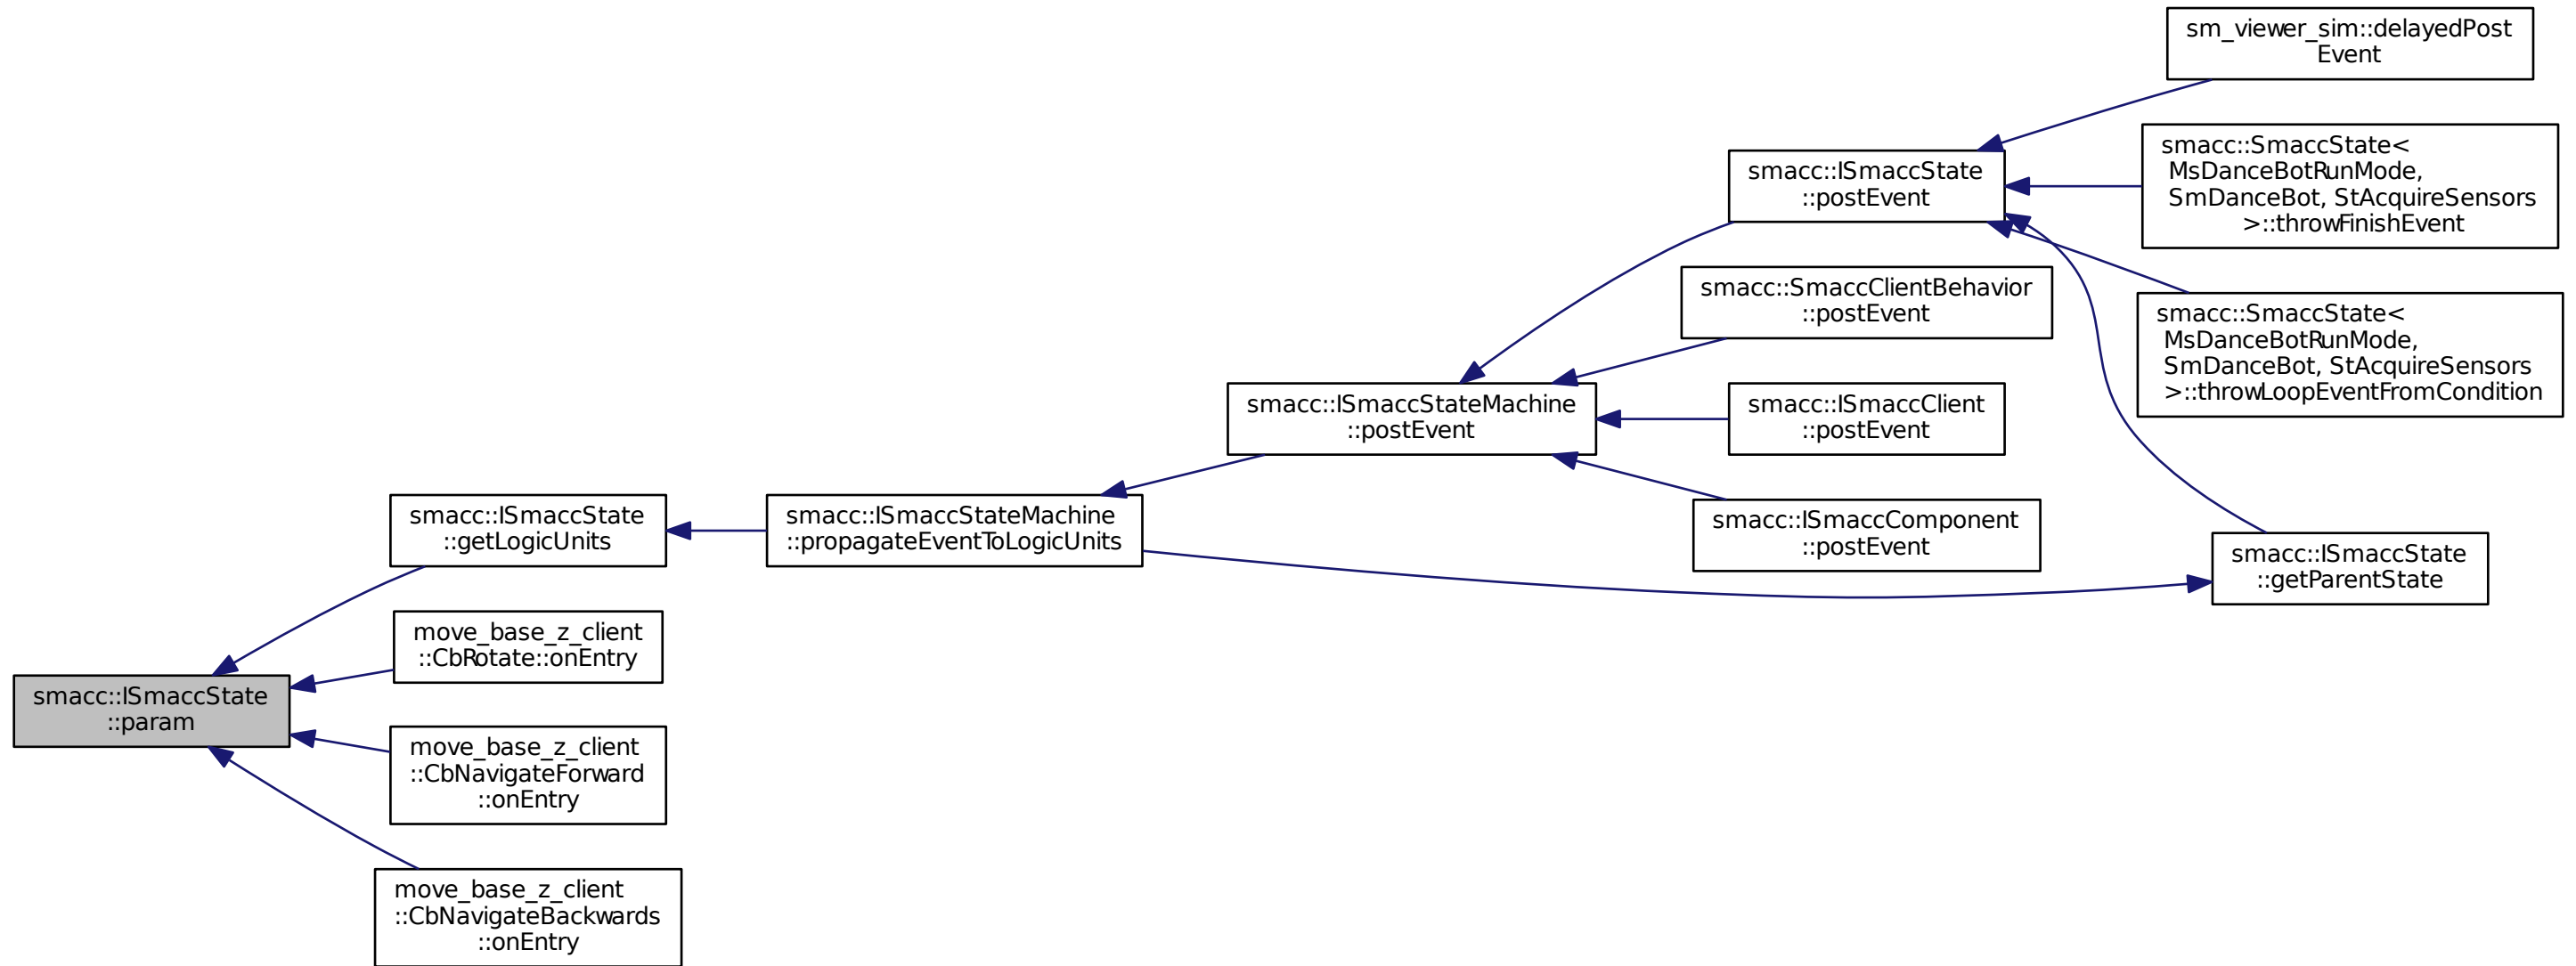 sm_viewer_sim::delayedPost
Event
smacc::SmaccState<
MsDanceBotRunMode,
SmDanceBot, StAcquireSensors
>::throwFinishEvent
smacc::ISmaccState
::postEvent
smacc::SmaccClientBehavior
::postEvent
smacc::SmaccState<
MsDanceBotRunMode,
SmDanceBot, StAcquireSensors
>::throwLoopEventFromCondition
smacc::ISmaccStateMachine
::postEvent
smacc::ISmaccClient
::postEvent
smacc::ISmaccState
::getLogicUnits
smacc::ISmaccStateMachine
::propagateEventToLogicUnits
smacc::ISmaccComponent
::postEvent
smacc::ISmaccState
::getParentState
move_base_z_client
::CbRotate::onEntry
smacc::ISmaccState
::param
move_base_z_client
::CbNavigateForward
::onEntry
move_base_z_client
::CbNavigateBackwards
::onEntry